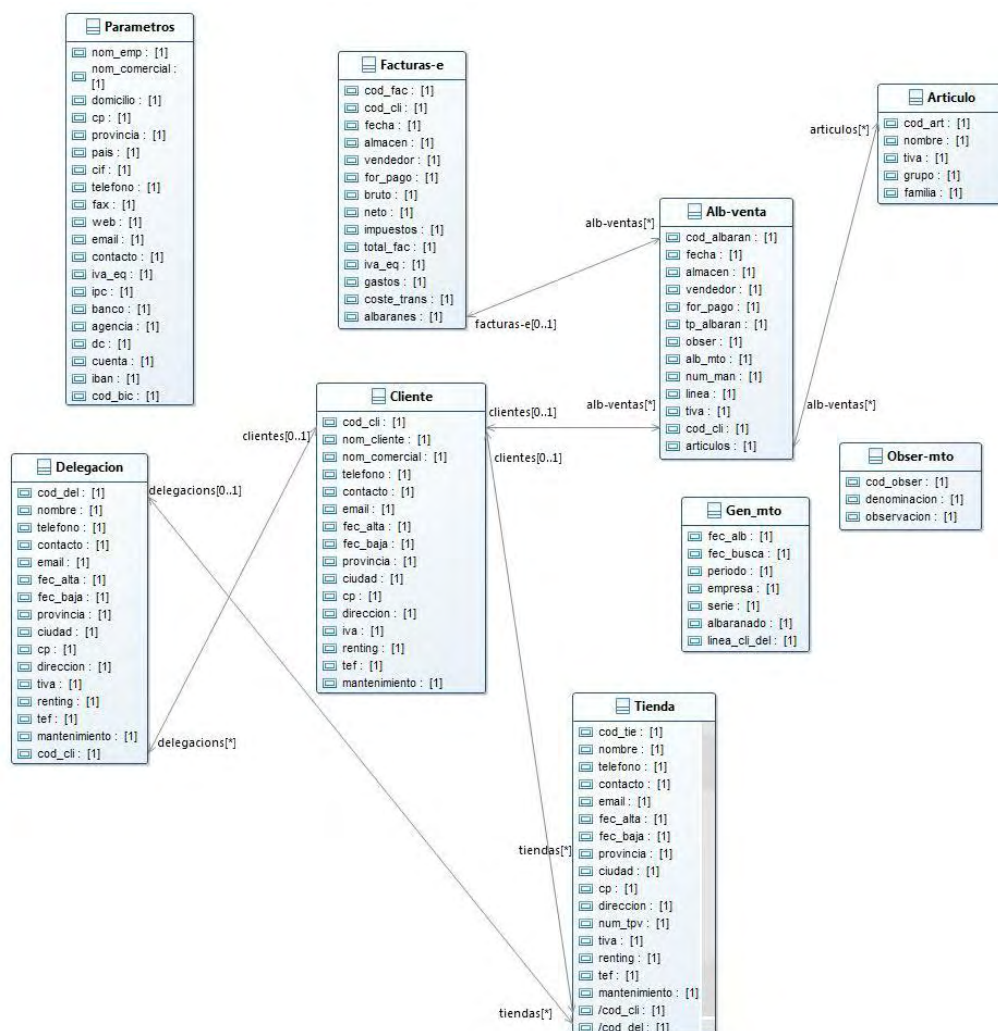 Parametros
nom_emp : [1]
nom_comercial :
[1]
domicilio : [1]
cp : [1]
provincia : [1]
pais : [1]
cif : [1]
telefono : [1]
fax : [1]
web : [1]
email : [1]
contacto : [1]
iva_eq : [1]
ipc : [1]
banco : [1]
agencia : [1]
dc : [1]
cuenta : [1]
iban : [1]
cod_bic : [1]
Facturas-e
cod_fac : [1]
cod_cli : [1]
fecha : [1]
almacen : [1]
vendedor : [1]
for_pago : [1]
bruto : [1]
neto : [1]
impuestos : [1]
total_fac : [1]
iva_eq : [1]
gastos : [1]
coste_trans : [1]
albaranes : [1]
Articulo
cod_art : [1]
nombre : [1]
tiva : [1]
grupo : [1]
familia : [1]
articulos[*]
Alb-venta
cod_albaran : [1]
fecha : [1]
almacen : [1]
vendedor : [1]
for_pago : [1]
tp_albaran : [1]
obser : [1]
alb_mto : [1]
num_man : [1]
linea : [1]
tiva : [1]
cod_cli : [1]
articulos : [1]
alb-ventas[*]
facturas-e[0..1]
alb-ventas[*]
alb-ventas[*]
clientes[0..1]
clientes[0..1]
clientes[0..1]
Cliente
cod_cli : [1]
nom_cliente : [1]
nom_comercial : [1]
telefono : [1]
contacto : [1]
email : [1]
fec_alta : [1]
fec_baja : [1]
provincia : [1]
ciudad : [1]
cp : [1]
direccion : [1]
iva : [1]
renting : [1]
tef : [1]
mantenimiento : [1]
Delegacion
cod_del : [1]
nombre : [1]
telefono : [1]
contacto : [1]
email : [1]
fec_alta : [1]
fec_baja : [1]
provincia : [1]
ciudad : [1]
cp : [1]
direccion : [1]
tiva : [1]
renting : [1]
tef : [1]
mantenimiento : [1]
cod_cli : [1]
delegacions[0..1]
delegacions[*]
Obser-mto
cod_obser : [1]
denominacion : [1]
observacion : [1]
Gen_mto
fec_alb : [1]
fec_busca : [1]
periodo : [1]
empresa : [1]
serie : [1]
albaranado : [1]
linea_cli_del : [1]
Tienda
cod_tie : [1]
nombre : [1]
telefono : [1]
contacto : [1]
email : [1]
fec_alta : [1]
fec_baja : [1]
provincia : [1]
ciudad : [1]
cp : [1]
direccion : [1]
num_tpv : [1]
tiva : [1]
renting : [1]
tef : [1]
mantenimiento : [1]
/cod_cli : [1]
/cod_del : [1]
tiendas[*]
tiendas[*]